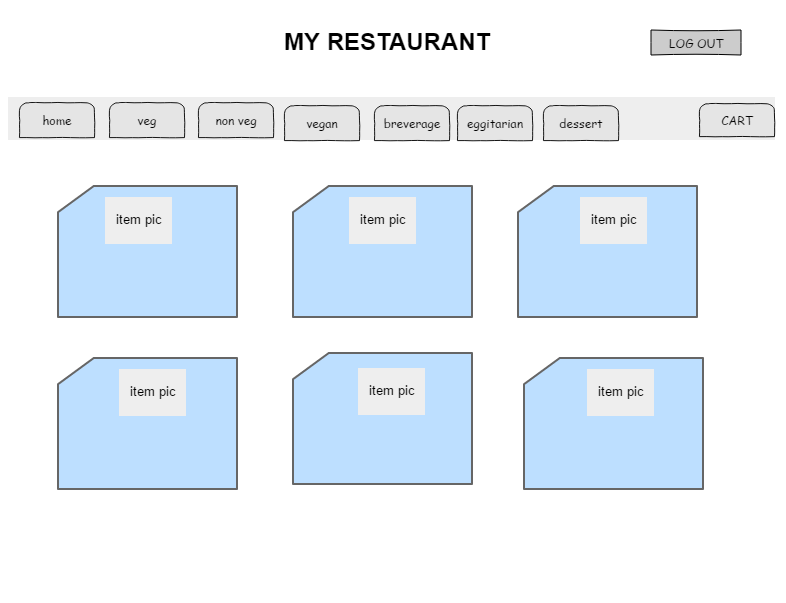 MY RESTAURANT
LOG OUT
home
veg
non veg
vegan
breverage
eggitarian
dessert
CART
item pic
item pic
item pic
item pic
item pic
item pic